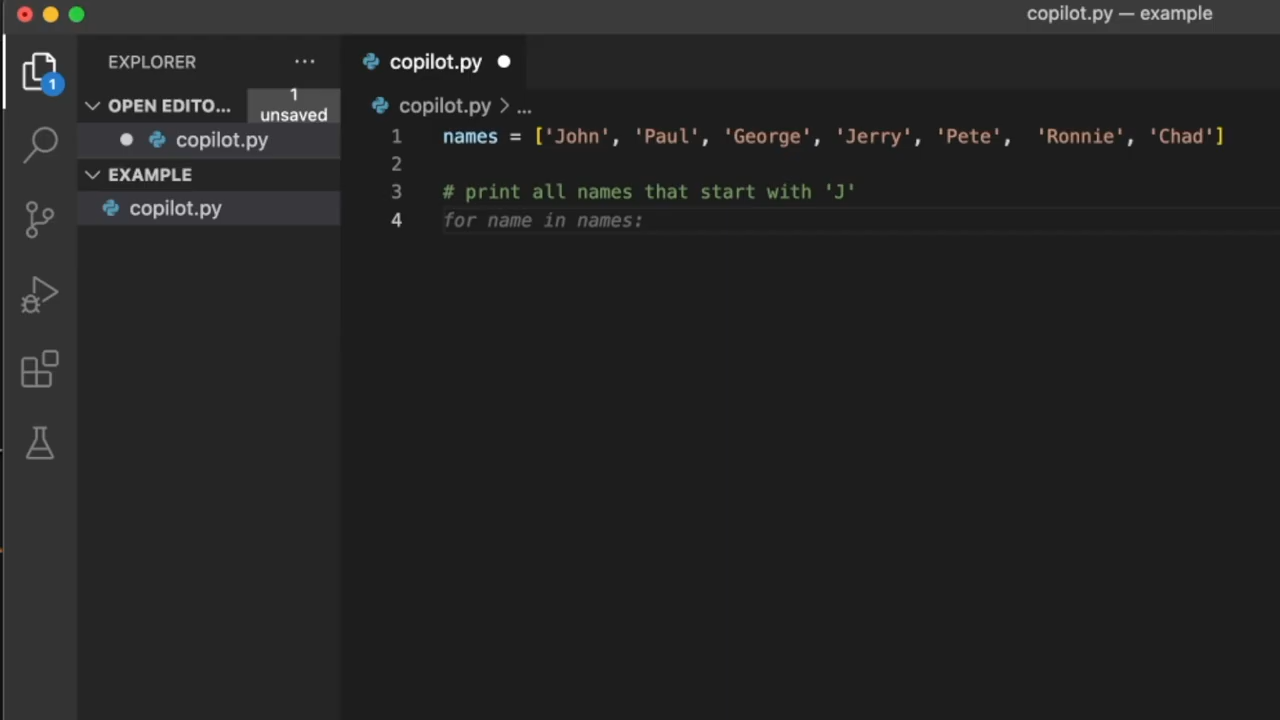 copilot.py — example
EXPLORER ...
copilot.py
OPEN EDITO... 1 unsaved
copilot.py
EXAMPLE
copilot.py
1
copilot.py > ...
1 names = ['John', 'Paul', 'George', 'Jerry', 'Pete',  'Ronnie', 'Chad']
2
3 # print all names that start with 'J'
4 for name in names: